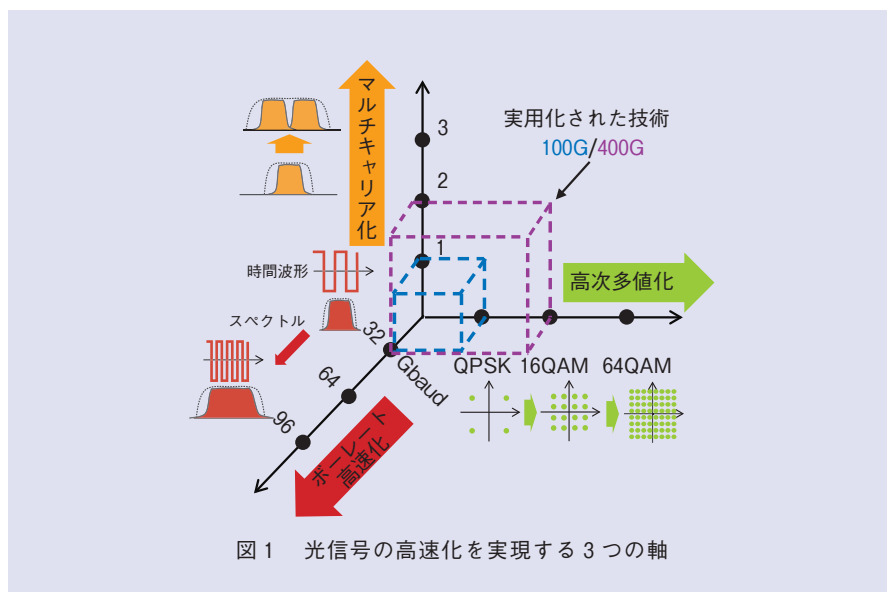 マルチキャリア化
3
2
1
実用化された技術
100G/400G
時間波形
スペクトル
高次多値化
32
64
96
Gbaud
QPSK 16QAM 64QAM
ボーレート
高速化
図1 光信号の高速化を実現する3つの軸